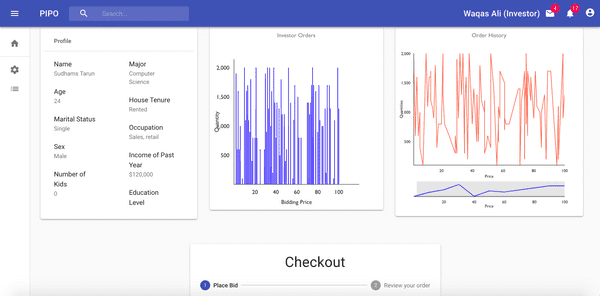 PIPO
Search...
Waqas Ali (Investor)
4
17
Profile
Name
Sudhams Tarun
Age
24
Marital Status
Single
Sex
Male
Number of
Kids
0
Major
Computer
Science
House Tenure
Rented
Occupation
Sales, retail
Income of Past
Year
$120,000
Education
Level
Investor Orders
2,000
1,500
1,000
500
Quantity
20 40 60 80 100
Bidding Price
Order History
2,000
1,500
1,000
500
Quantities
20 40 60 80 100
Price
20 40 60 80 100
Price
Checkout
1 Place Bid
2 Review your order